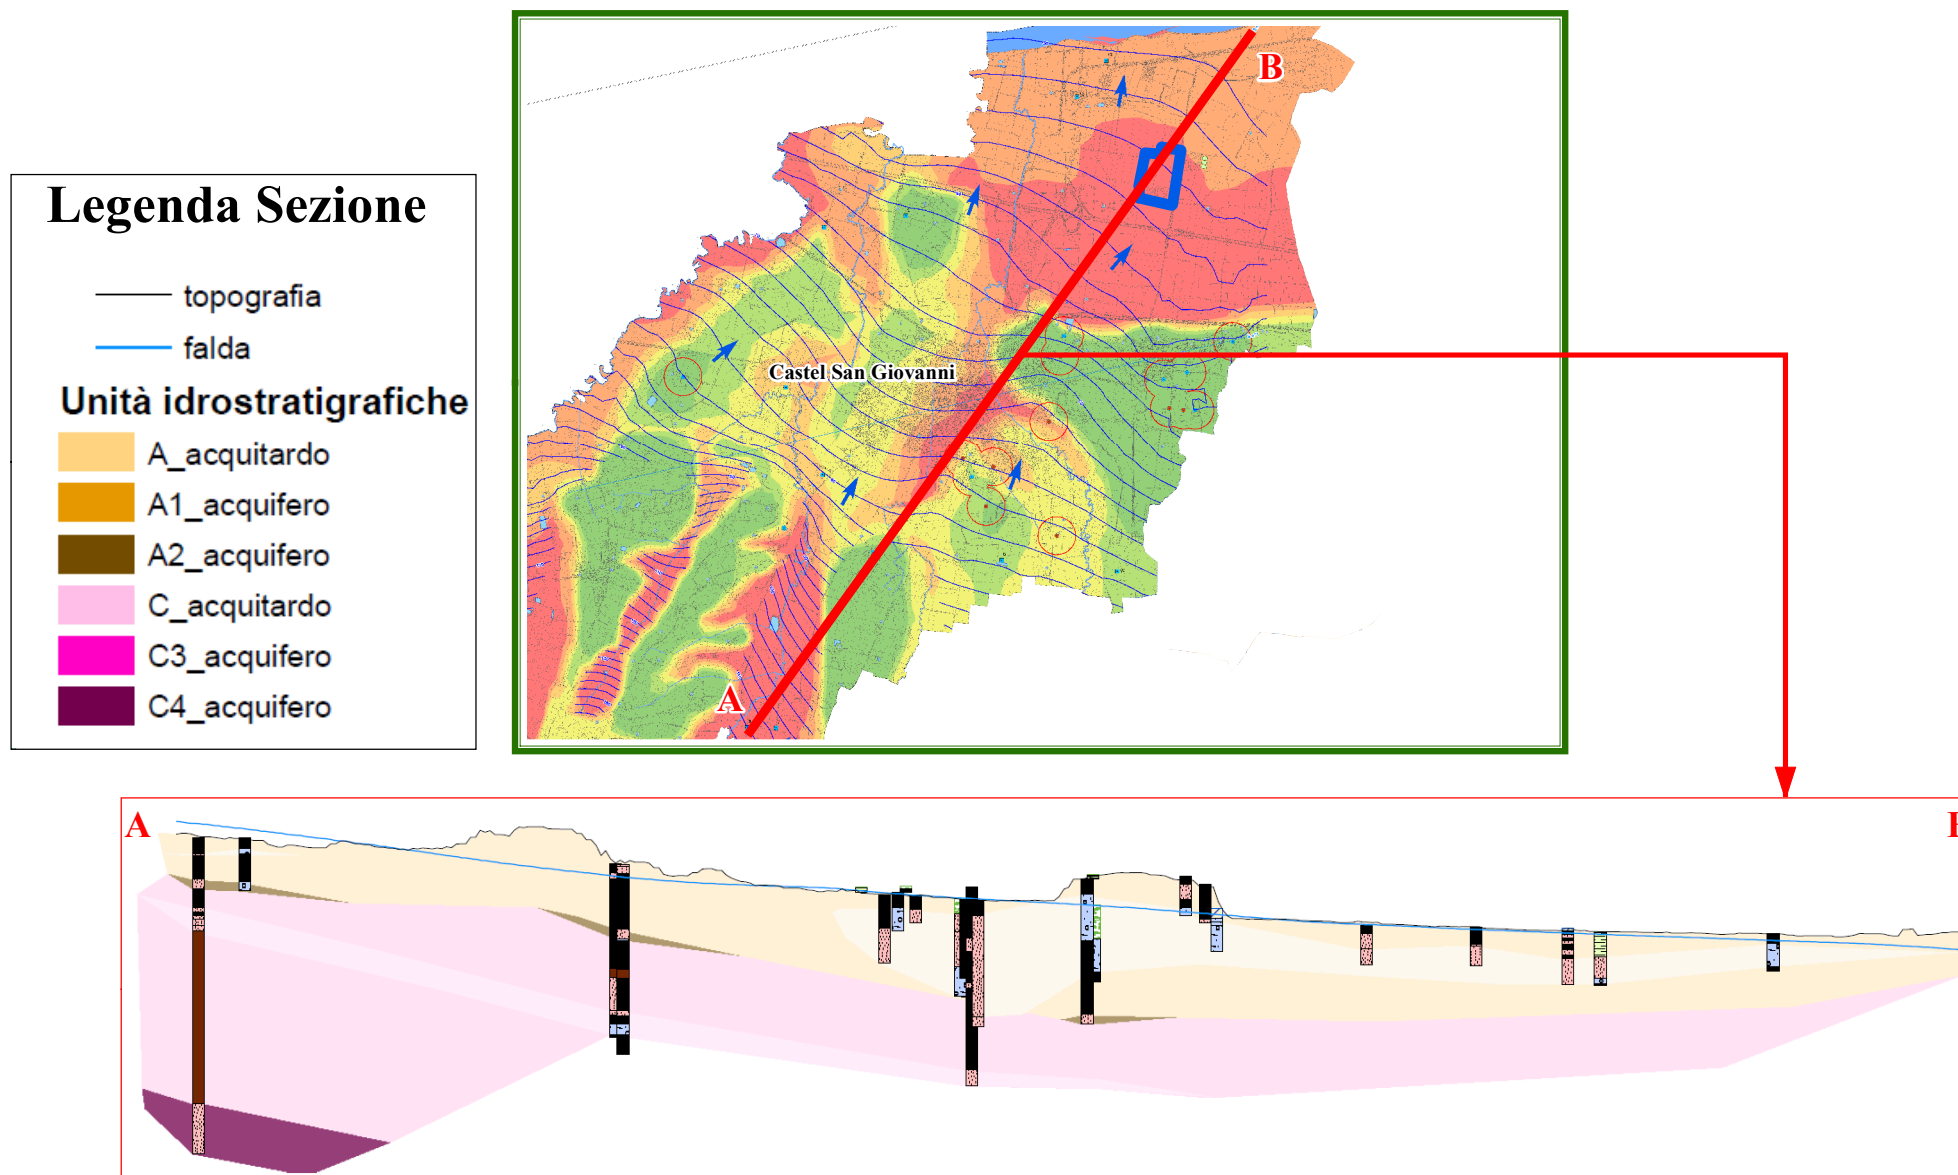 Legenda Sezione
topografia
falda
Unità idrostratigrafiche
A_acquitardo
A1_acquifero
A2_acquifero
C_acquitardo
C3_acquifero
C4_acquifero
B
Castel San Giovanni
A
A